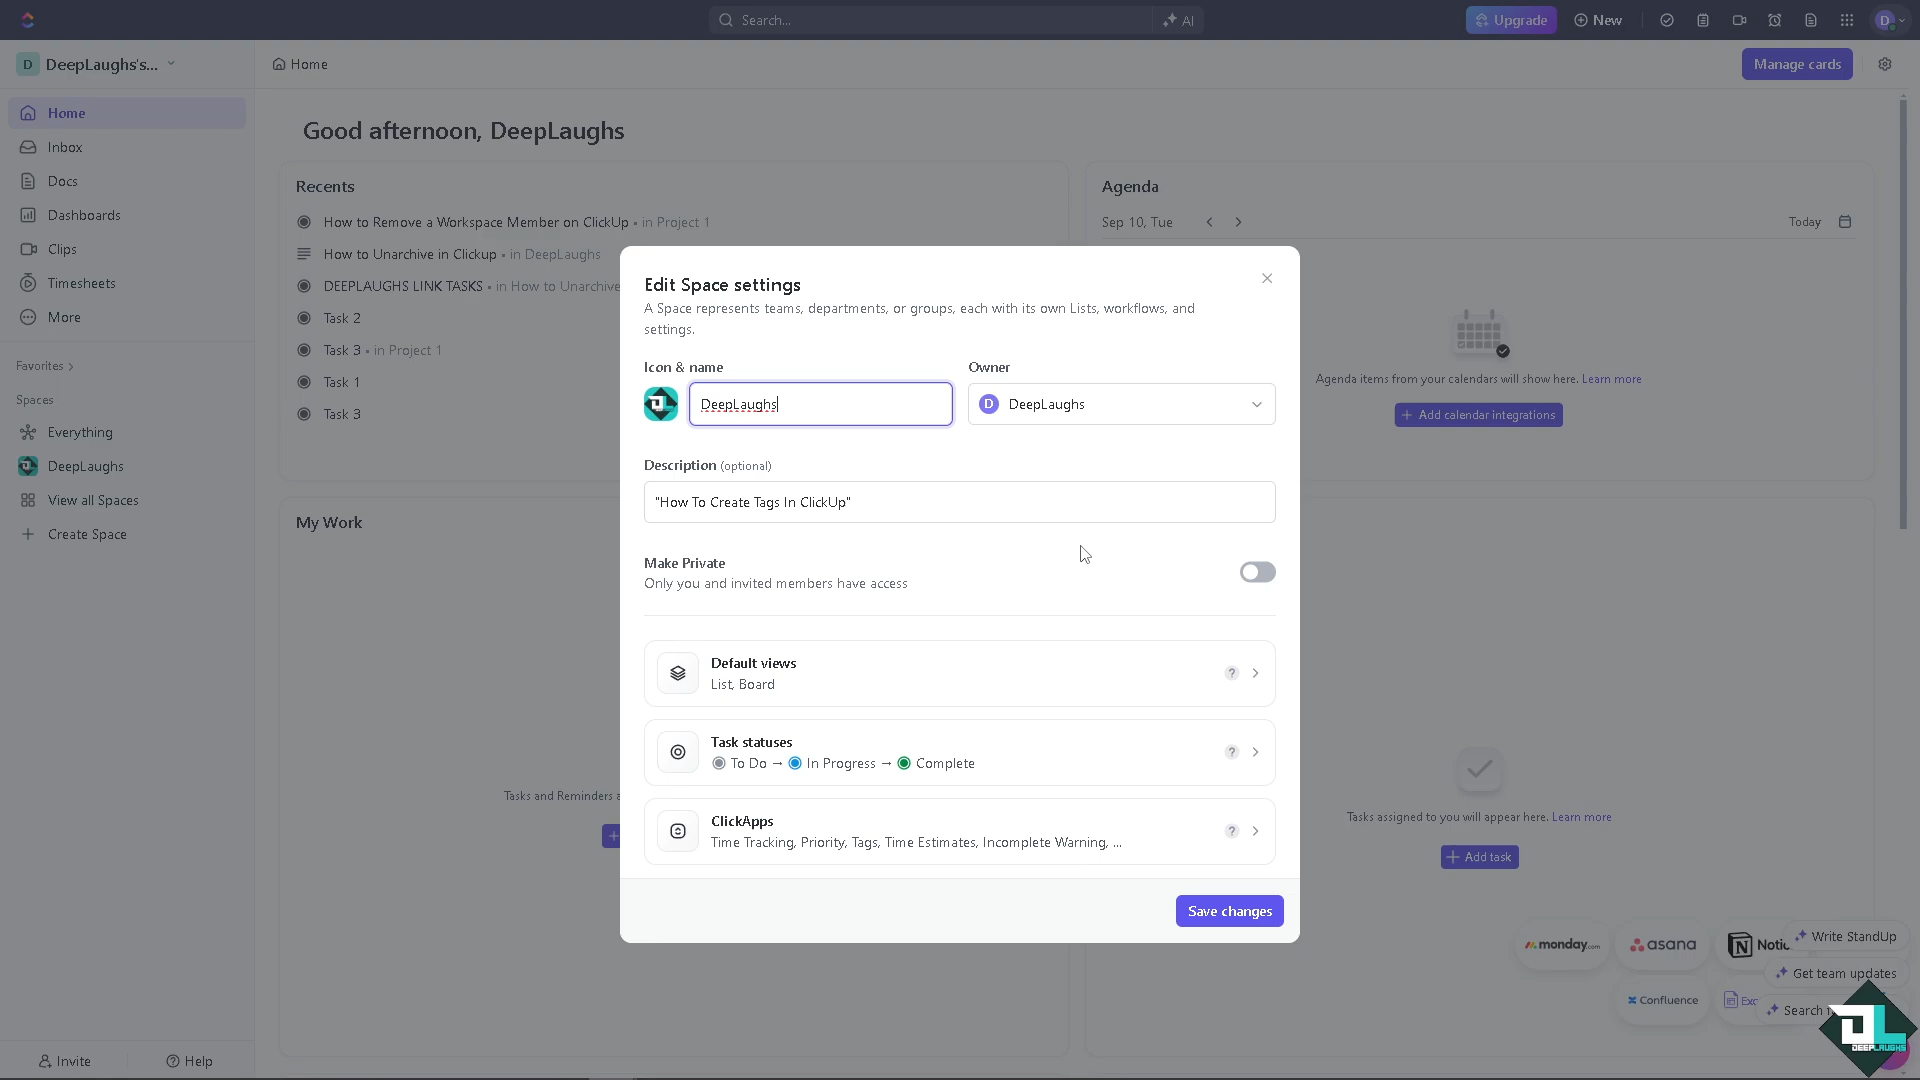 Search...
AI
Upgrade
New
D
D DeepLaughs's...
Home
Manage cards
Home
Inbox
Docs
Dashboards
Clips
Timesheets
More
Favorites
Spaces
Everything
DeepLaughs
View all Spaces
Create Space
Invite
Help
Good afternoon, DeepLaughs
Recents
How to Remove a Workspace Member on ClickUp • in Project 1
How to Unarchive in Clickup • in DeepLaughs
DEEPLAUGHS LINK TASKS • in How to Unarchive
Task 2
Task 3 • in Project 1
Task 1
Task 3
Agenda
Sep 10, Tue
Today
Agenda items from your calendars will show here. Learn more
+ Add calendar integrations
My Work
Tasks and Reminders
Tasks assigned to you will appear here. Learn more
+ Add task
Edit Space settings
A Space represents teams, departments, or groups, each with its own Lists, workflows, and
settings.
Icon & name
Owner
DeepLaughs
D DeepLaughs
Description (optional)
"How To Create Tags In ClickUp"
Make Private
Only you and invited members have access
Default views
List, Board
?
Task statuses
To Do → In Progress → Complete
?
ClickApps
Time Tracking, Priority, Tags, Time Estimates, Incomplete Warning, ...
?
Save changes
monday.com
asana
Write StandUp
Get team updates
Confluence
Search
DEEPLAUGHS